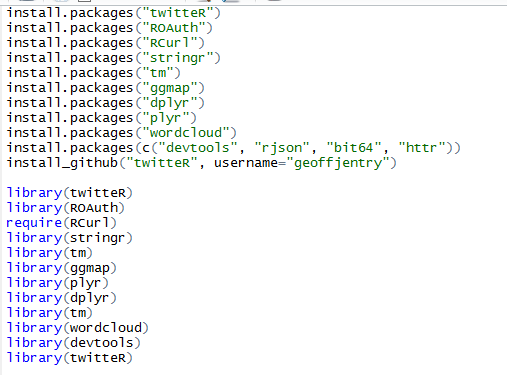 install.packages("twitteR")
install.packages("ROAuth")
install.packages("RCurl")
install.packages("stringr")
install.packages("tm")
install.packages("ggmap")
install.packages("dplyr")
install.packages("plyr")
install.packages("wordcloud")
install.packages(c("devtools", "rjson", "bit64", "httr"))
install_github("twitteR", username="geoffjentry")
library(twitteR)
library(ROAuth)
require(RCurl)
library(stringr)
library(tm)
library(ggmap)
library(plyr)
library(dplyr)
library(tm)
library(wordcloud)
library(devtools)
library(twitteR)